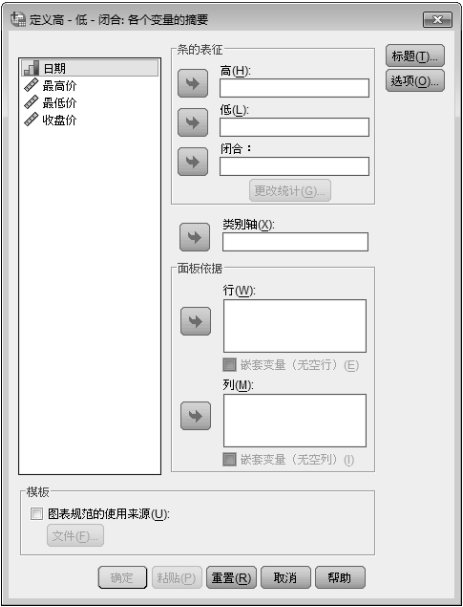 定义高 - 低 - 闭合: 各个变量的摘要
日期
最高价
最低价
收盘价
条的表征
高(H):
低(L):
闭合：
更改统计(G)...
类别轴(X):
面板依据
行(W):
嵌套变量（无空行）(E)
列(M):
嵌套变量（无空列）(I)
标题(T)...
选项(O)...
模板
图表规范的使用来源(U):
文件(F)...
确定 粘贴(P) 重置(R) 取消 帮助